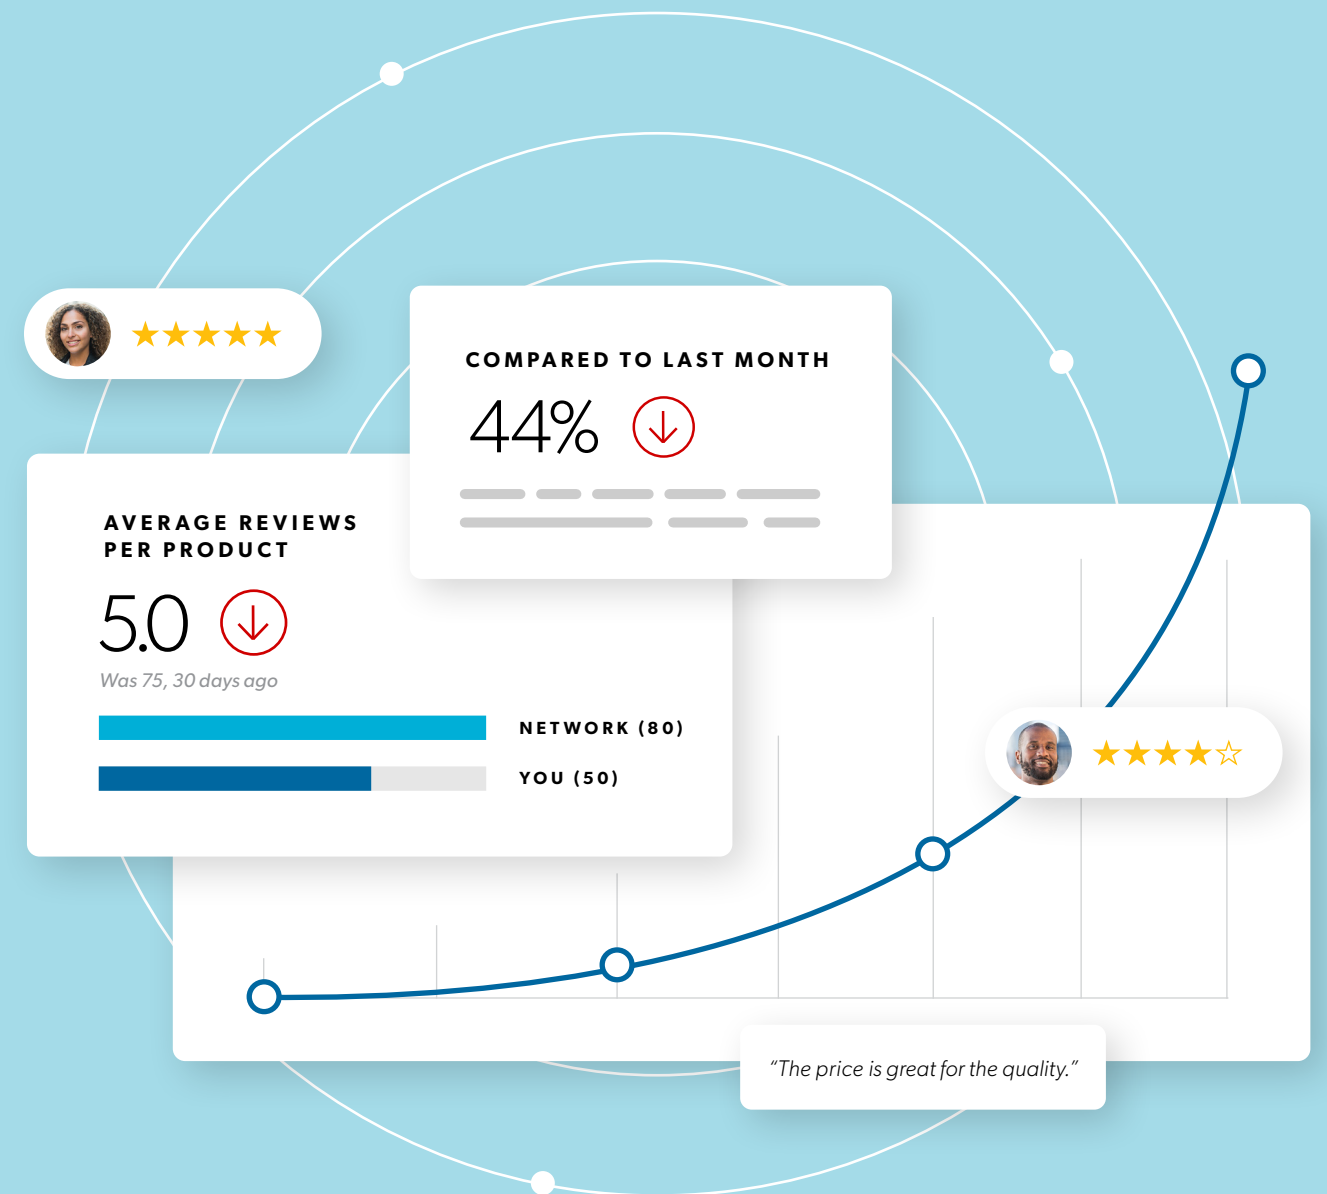 COMPARED TO LAST MONTH
44%
AVERAGE REVIEWS
PER PRODUCT
5.0
Was 75, 30 days ago
NETWORK (80)
YOU (50)
“The price is great for the quality.”